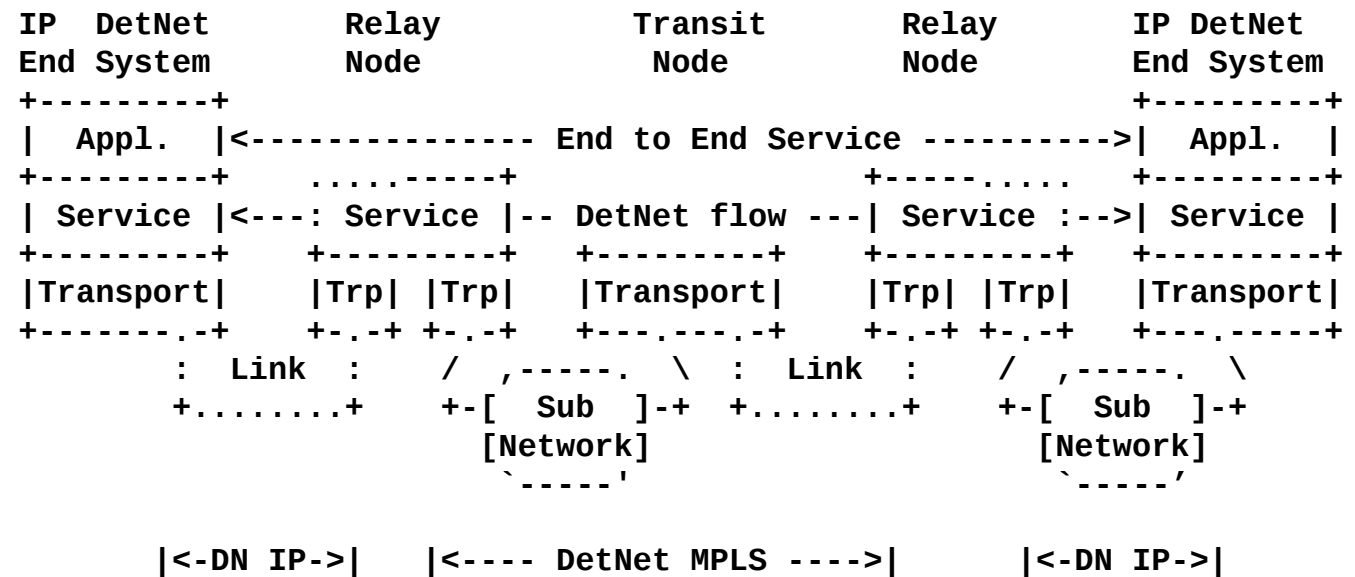 IP  DetNet        Relay             Transit       Relay       IP DetNet
End System       Node               Node         Node        End System
+---------+                                               +---------+
|  Appl.  |<--------------- End to End Service ---------->|  Appl.  |
+---------+    .....-----+                  +-----.....   +---------+
| Service |<---: Service |-- DetNet flow ---| Service :-->| Service |
+---------+    +---------+   +---------+    +---------+   +---------+
|Transport|    |Trp| |Trp|   |Transport|    |Trp| |Trp|   |Transport|
+-------.-+    +-.-+ +-.-+   +---.---.-+    +-.-+ +-.-+   +---.-----+
        :  Link  :    /  ,-----.  \  :  Link  :    /  ,-----.  \
        +........+    +-[  Sub  ]-+  +........+    +-[  Sub  ]-+
                        [Network]                    [Network]
                         `-----'                      `-----’
       |<-DN IP->|   |<---- DetNet MPLS ---->|      |<-DN IP->|